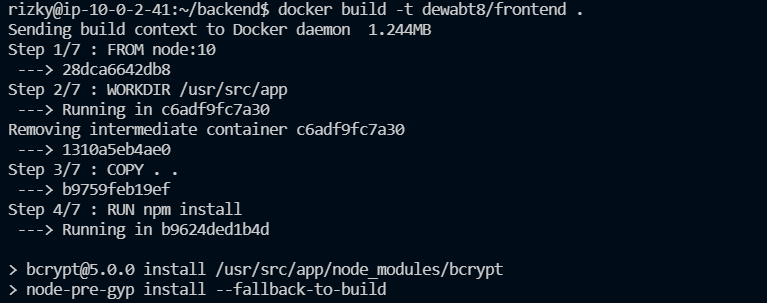 rizky@ip-10-0-2-41:~/backend$ docker build -t dewabt8/frontend .
Sending build context to Docker daemon  1.244MB
Step 1/7 : FROM node:10
 ---> 28dca6642db8
Step 2/7 : WORKDIR /usr/src/app
 ---> Running in c6adf9fc7a30
Removing intermediate container c6adf9fc7a30
 ---> 1310a5eb4ae0
Step 3/7 : COPY . .
 ---> b9759feb19ef
Step 4/7 : RUN npm install
 ---> Running in b9624ded1b4d
> bcrypt@5.0.0 install /usr/src/app/node_modules/bcrypt
> node-pre-gyp install --fallback-to-build